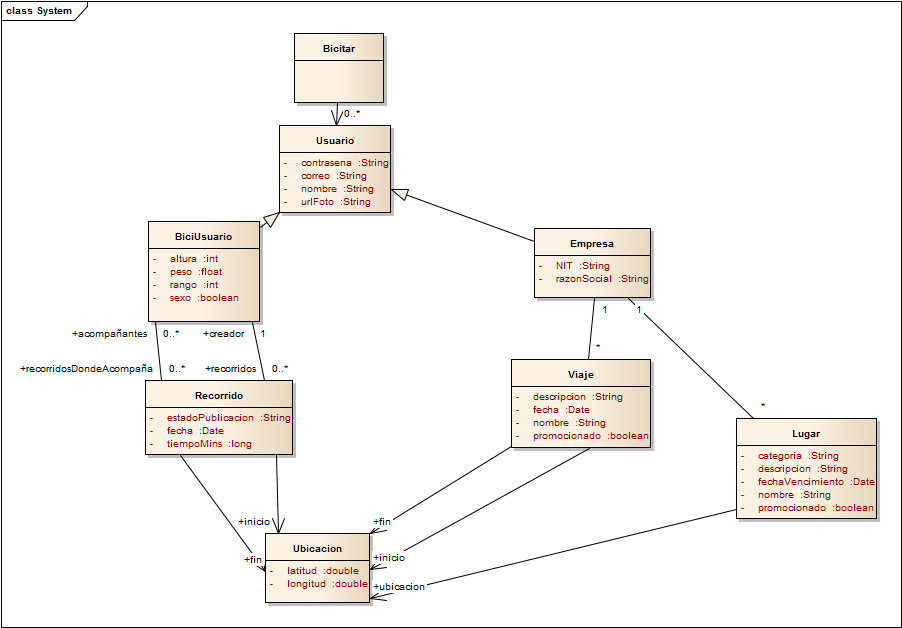 class System
Bicitar
0..*
Usuario
- contrasena :String
- correo :String
- nombre :String
- urlFoto :String
BiciUsuario
- altura :int
- peso :float
- rango :int
- sexo :boolean
Empresa
- NIT :String
- razonSocial :String
+acompañantes 0..* +creador 1
1 1
+recorridosDondeAcompaña 0..* +recorridos 0..*
* *
Recorrido
- estadoPublicacion :String
- fecha :Date
- tiempoMins :long
Viaje
- descripcion :String
- fecha :Date
- nombre :String
- promocionado :boolean
Lugar
- categoria :String
- descripcion :String
- fechaVencimiento :Date
- nombre :String
- promocionado :boolean
+inicio +fin
+fin +inicio
+ubicacion
Ubicacion
- latitud :double
- longitud :double